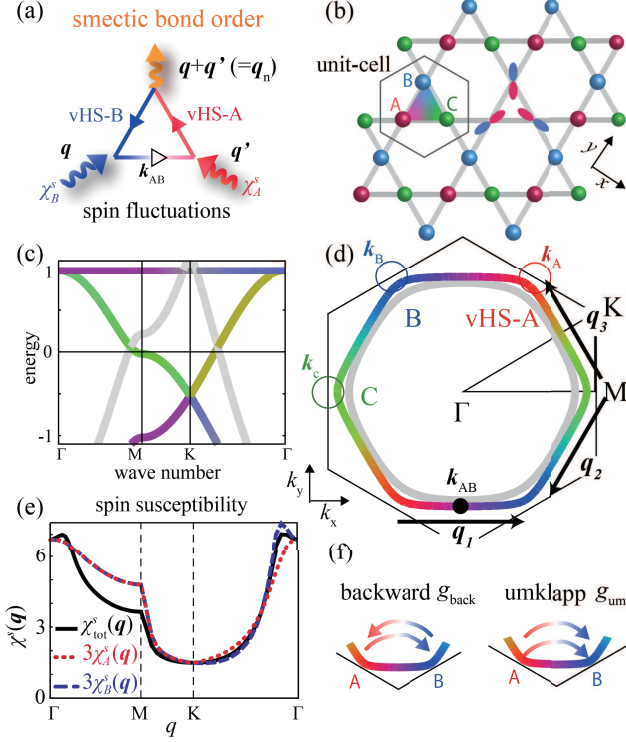 (a)
smectic bond order
q+q' (=qn)
vHS-B
vHS-A
q
q'
kAB
χˢB
χˢA
spin fluctuations
(b)
unit-cell
B
A
C
y
x
(c)
1
energy
0
-1
Γ
M
K
Γ
wave number
(d)
kB
kA
B
vHS-A
q3
K
kc
C
Γ
M
kAB
q2
ky
kx
q1
(e)
spin susceptibility
χˢ(q)
6
4
2
0
χˢtot(q)
3χˢA(q)
3χˢB(q)
Γ
M
q
K
Γ
(f)
backward gback
umklapp gum
A
B
A
B